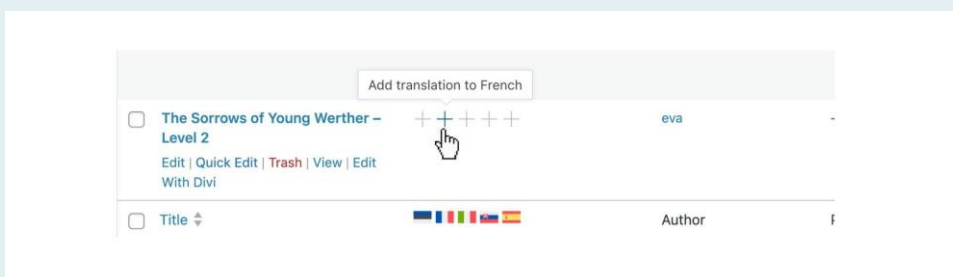 Add translation to French
The Sorrows of Young Werther – eva
Level 2
Edit | Quick Edit | Trash | View | Edit
With Divi
Title Author